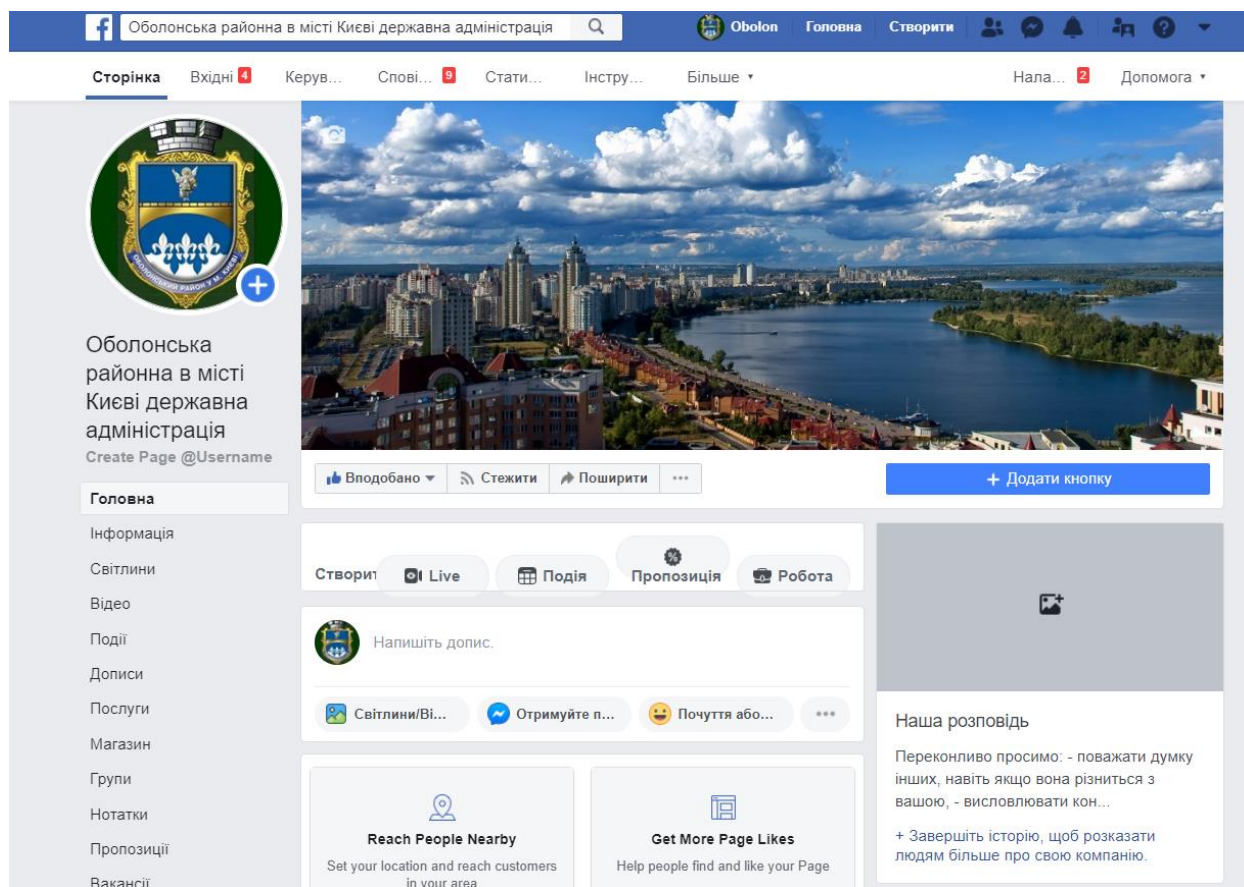 Оболонська районна в місті Києві державна адміністрація
Obolon
Головна
Створити
Сторінка
Вхідні 4
Керув...
Спові... 9
Стати...
Інстру...
Більше
Нала... 2
Допомога
ОБОЛОНСЬКИЙ РАЙОН У М. КИЄВІ
Оболонська
районна в місті
Києві державна
адміністрація
Create Page @Username
Головна
Інформація
Світлини
Відео
Події
Дописи
Послуги
Магазин
Групи
Нотатки
Пропозиції
Вакансії
Вподобано
Стежити
Поширити
+ Додати кнопку
Створит
Live
Подія
Пропозиція
Робота
Напишіть допис.
Світлини/Ві...
Отримуйте п...
Почуття або...
Reach People Nearby
Set your location and reach customers
in your area
Get More Page Likes
Help people find and like your Page
Наша розповідь
Переконливо просимо: - поважати думку
інших, навіть якщо вона різниться з
вашою, - висловлювати кон...
+ Завершіть історію, щоб розказати
людям більше про свою компанію.